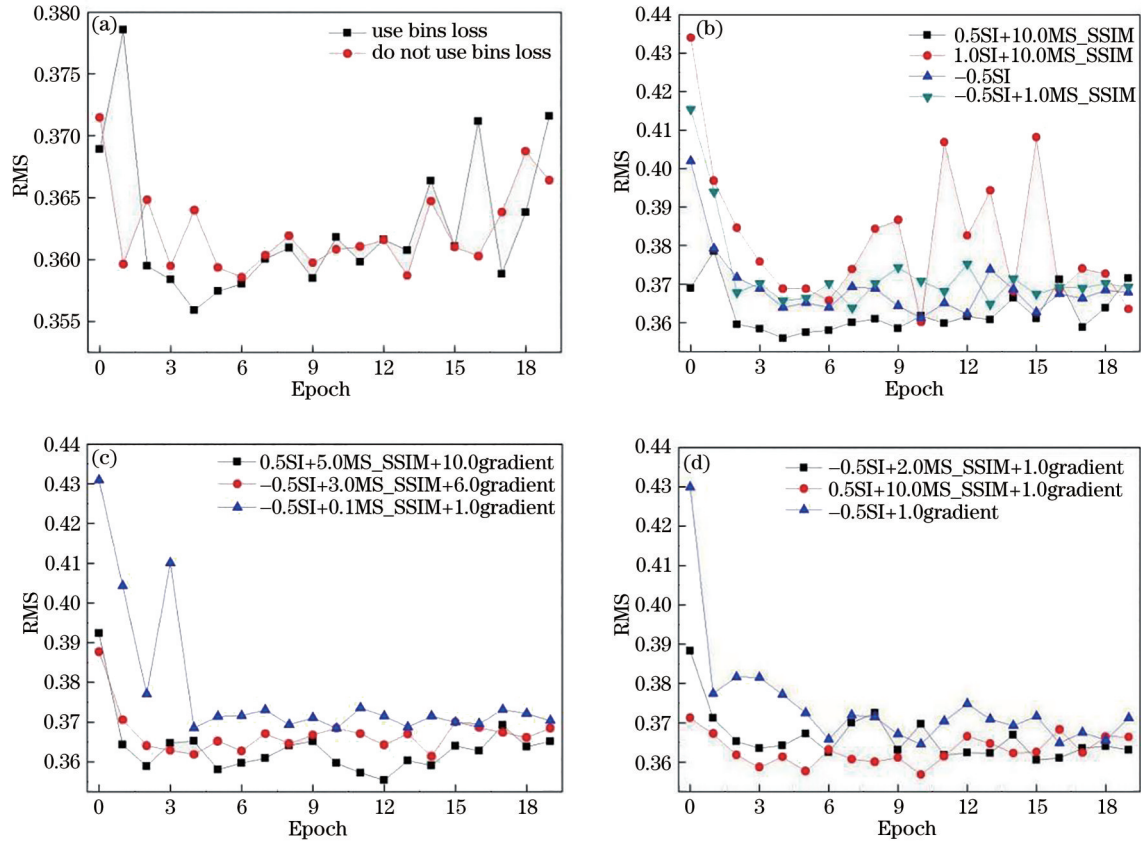 (a)
use bins loss
do not use bins loss
0.380
0.375
0.370
0.365
0.360
0.355
RMS
0 3 6 9 12 15 18
Epoch
(b)
0.5SI+10.0MS_SSIM
1.0SI+10.0MS_SSIM
−0.5SI
−0.5SI+1.0MS_SSIM
0.44
0.43
0.42
0.41
0.40
0.39
0.38
0.37
0.36
RMS
0 3 6 9 12 15 18
Epoch
(c)
0.5SI+5.0MS_SSIM+10.0gradient
−0.5SI+3.0MS_SSIM+6.0gradient
−0.5SI+0.1MS_SSIM+1.0gradient
0.44
0.43
0.42
0.41
0.40
0.39
0.38
0.37
0.36
RMS
0 3 6 9 12 15 18
Epoch
(d)
−0.5SI+2.0MS_SSIM+1.0gradient
0.5SI+10.0MS_SSIM+1.0gradient
−0.5SI+1.0gradient
0.44
0.43
0.42
0.41
0.40
0.39
0.38
0.37
0.36
RMS
0 3 6 9 12 15 18
Epoch